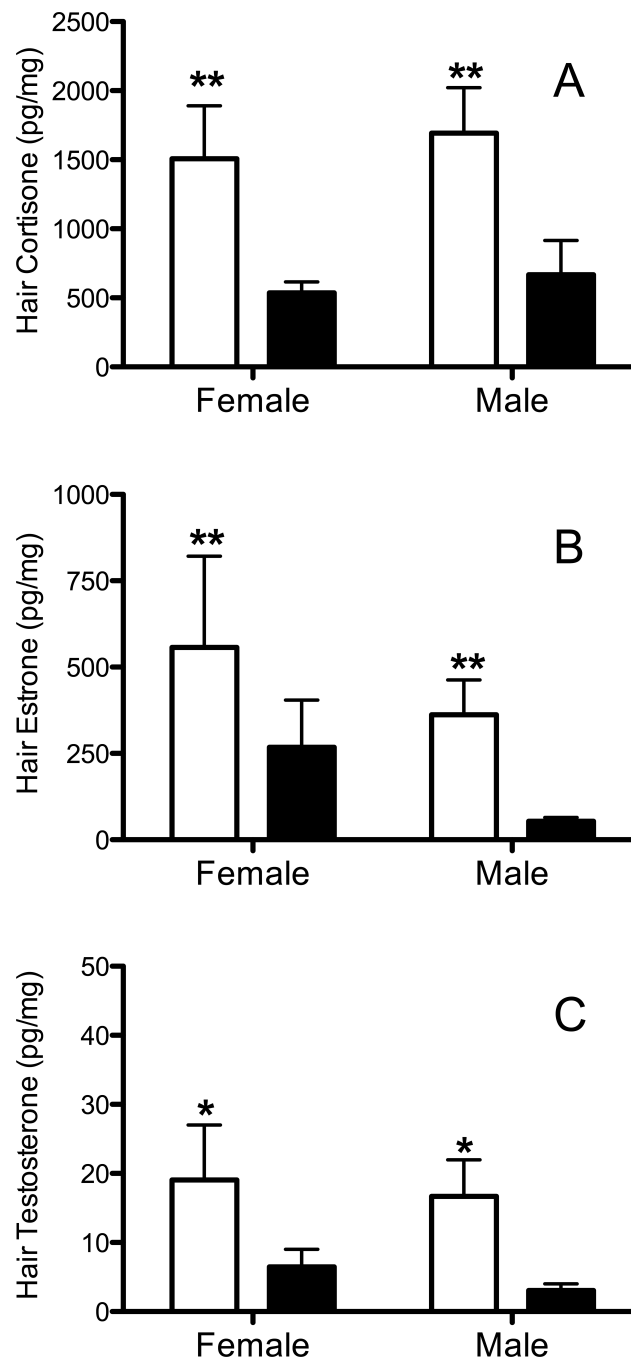 A
Hair Cortisone (pg/mg)
2500
2000
1500
1000
500
0
** **
Female Male
B
Hair Estrone (pg/mg)
1000
750
500
250
0
** **
Female Male
C
Hair Testosterone (pg/mg)
50
40
30
20
10
0
* *
Female Male